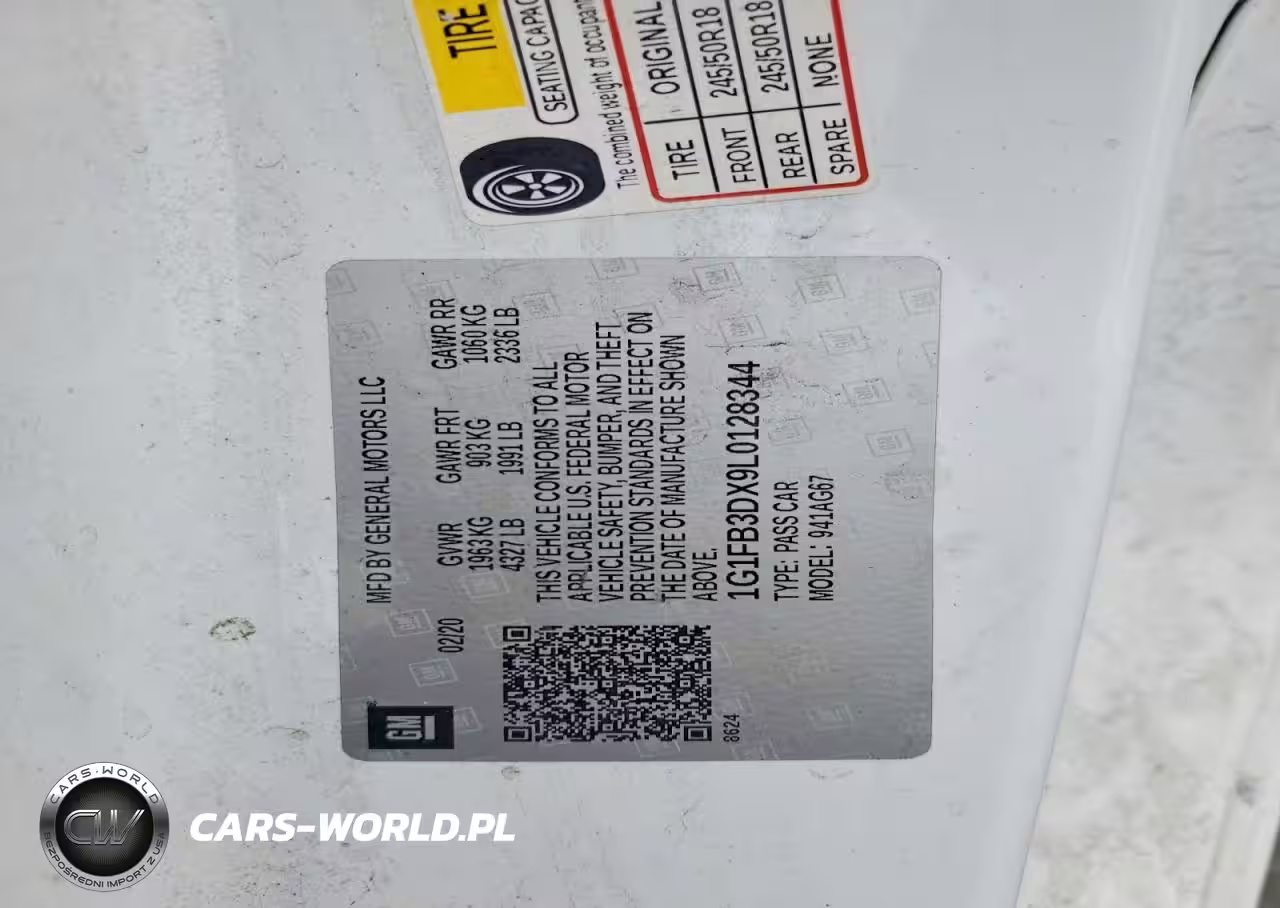 TIRE
SEATING CAPAC
The combined weight of occupan
TIRE ORIGINAL
FRONT 245/50R18
REAR 245/50R18
SPARE NONE
GM
MFD BY GENERAL MOTORS LLC
02/20
GVWR GAWR FRT GAWR RR
1963 KG 903 KG 1060 KG
4327 LB 1991 LB 2336 LB
THIS VEHICLE CONFORMS TO ALL
APPLICABLE U.S. FEDERAL MOTOR
VEHICLE SAFETY, BUMPER, AND THEFT
PREVENTION STANDARDS IN EFFECT ON
THE DATE OF MANUFACTURE SHOWN
ABOVE.
1G1FB3DX9L0128344
TYPE: PASS CAR
MODEL: 941AG67
8624
CARS-WORLD
CW
BEZPOŚREDNI IMPORT Z USA
CARS-WORLD.PL